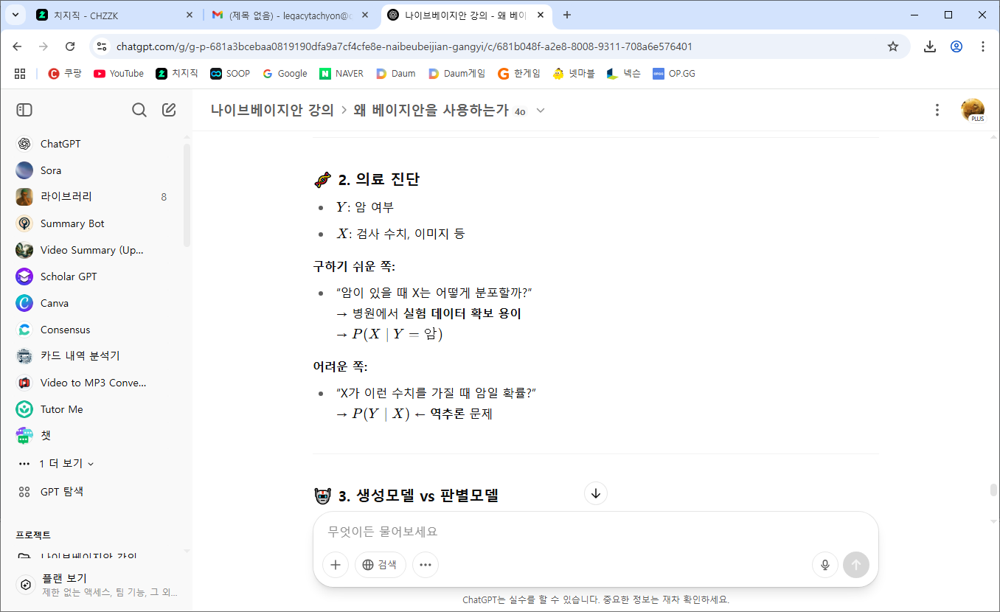 치지직 - CHZZK
(제목 없음) - legacytachyon@
나이브베이지안 강의 - 왜 베이
chatgpt.com/g/g-p-681a3bcebaa0819190dfa9a7cf4cfe8e-naibeubeijian-gangyi/c/681b048f-a2e8-8008-9311-708a6e576401
쿠팡 YouTube 치지직 SOOP Google NAVER Daum Daum게임 한게임 넷마블 넥슨 OP.GG
나이브베이지안 강의 > 왜 베이지안을 사용하는가 4o
PLUS
ChatGPT
Sora
라이브러리 8
Summary Bot
Video Summary (Up...
Scholar GPT
Canva
Consensus
카드 내역 분석기
Video to MP3 Conve...
Tutor Me
챗
1 더 보기
GPT 탐색
프로젝트
나이브베이지안 강의
플랜 보기
제한 없는 액세스, 팀 기능, 그 외...
2. 의료 진단
Y: 암 여부
X: 검사 수치, 이미지 등
구하기 쉬운 쪽:
“암이 있을 때 X는 어떻게 분포할까?”
→ 병원에서 실험 데이터 확보 용이
→ P(X | Y = 암)
어려운 쪽:
“X가 이런 수치를 가질 때 암일 확률?”
→ P(Y | X) ← 역추론 문제
3. 생성모델 vs 판별모델
무엇이든 물어보세요
검색
ChatGPT는 실수를 할 수 있습니다. 중요한 정보는 재차 확인하세요.